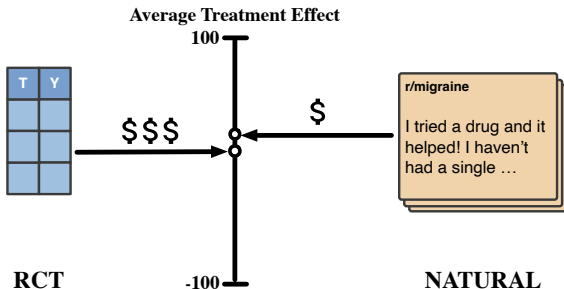 Average Treatment Effect
100
T Y
r/migraine
$$$
$
I tried a drug and it
helped! I haven't
had a single ...
RCT
-100
NATURAL